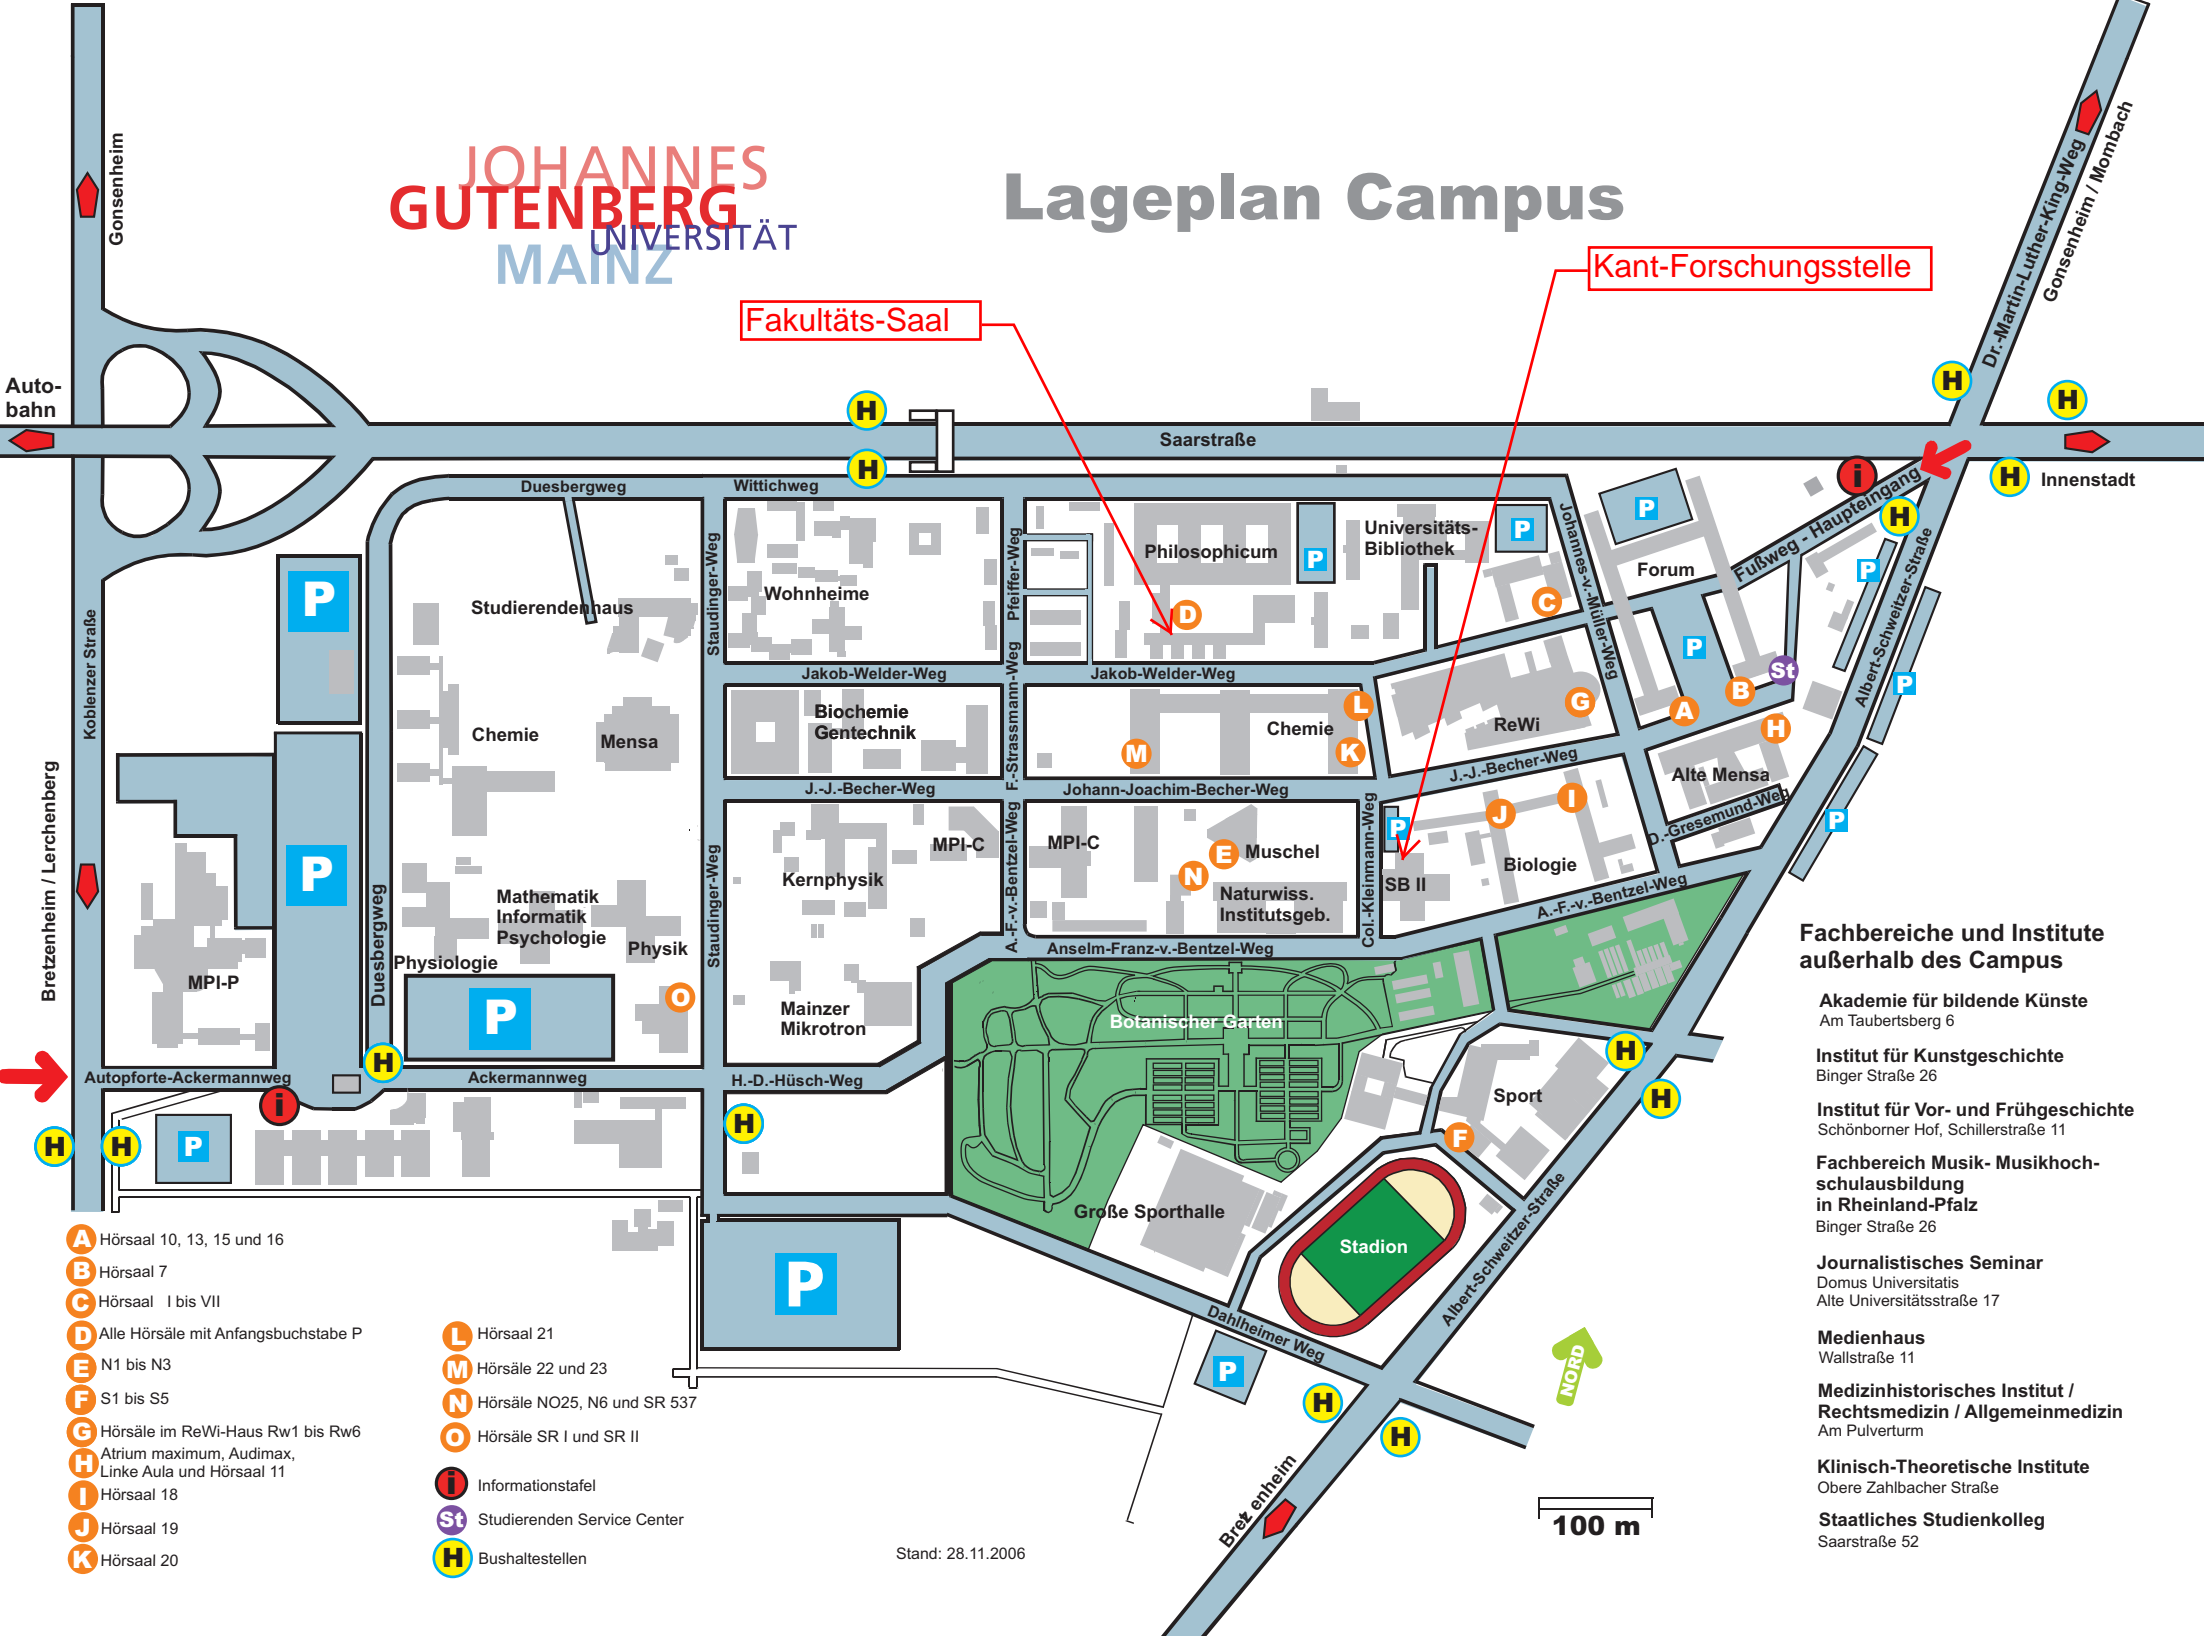 JOHANNES
GUTENBERG
UNIVERSITÄT
MAINZ
Lageplan Campus
Kant-Forschungsstelle
Fakultäts-Saal
Gonsenheim
Dr.-Martin-Luther-King-Weg
Gonsenheim / Mombach
Auto-
bahn
H
H
H
Saarstraße
H
H
Innenstadt
H
i
Duesbergweg
Wittichweg
Fußweg - Haupteingang
H
Koblenzer Straße
P
Studierendenhaus
Staudinger-Weg
Wohnheime
Pfeiffer-Weg
Philosophicum
P
Universitäts-
Bibliothek
P
Johannes-v.-Müller-Weg
P
Forum
P
Albert-Schweitzer-Straße
D
C
P
Jakob-Welder-Weg
Jakob-Welder-Weg
St
P
Chemie
Mensa
Biochemie
Gentechnik
F.-Strassmann-Weg
M
Chemie
L
K
G
ReWi
A
B
H
Alte Mensa
J.-J.-Becher-Weg
Johann-Joachim-Becher-Weg
J.-J.-Becher-Weg
D.-Gresemund-Weg
P
Bretzenheim / Lerchenberg
P
Duesbergweg
MPI-P
Mathematik
Informatik
Psychologie
Physik
Physiologie
P
O
Staudinger-Weg
Kernphysik
MPI-C
A.-F.-v.-Bentzel-Weg
MPI-C
E
Muschel
N
Naturwiss.
Institutsgeb.
Col.-Kleinmann-Weg
P
SB II
J
I
Biologie
A.-F.-v.-Bentzel-Weg
Anselm-Franz-v.-Bentzel-Weg
Mainzer
Mikrotron
Botanischer Garten
H
Autopforte-Ackermannweg
Ackermannweg
H.-D.-Hüsch-Weg
i
H
H
P
H
Sport
H
H
F
Große Sporthalle
Stadion
Albert-Schweitzer-Straße
P
Dahlheimer Weg
P
H
H
Bretz enheim
NORD
100 m
A Hörsaal 10, 13, 15 und 16
B Hörsaal 7
C Hörsaal I bis VII
D Alle Hörsäle mit Anfangsbuchstabe P
E N1 bis N3
F S1 bis S5
G Hörsäle im ReWi-Haus Rw1 bis Rw6
H Atrium maximum, Audimax,
Linke Aula und Hörsaal 11
I Hörsaal 18
J Hörsaal 19
K Hörsaal 20
L Hörsaal 21
M Hörsäle 22 und 23
N Hörsäle NO25, N6 und SR 537
O Hörsäle SR I und SR II
i Informationstafel
St Studierenden Service Center
H Bushaltestellen
Stand: 28.11.2006
Fachbereiche und Institute
außerhalb des Campus
Akademie für bildende Künste
Am Taubertsberg 6
Institut für Kunstgeschichte
Binger Straße 26
Institut für Vor- und Frühgeschichte
Schönborner Hof, Schillerstraße 11
Fachbereich Musik- Musikhoch-
schulausbildung
in Rheinland-Pfalz
Binger Straße 26
Journalistisches Seminar
Domus Universitatis
Alte Universitätsstraße 17
Medienhaus
Wallstraße 11
Medizinhistorisches Institut /
Rechtsmedizin / Allgemeinmedizin
Am Pulverturm
Klinisch-Theoretische Institute
Obere Zahlbacher Straße
Staatliches Studienkolleg
Saarstraße 52